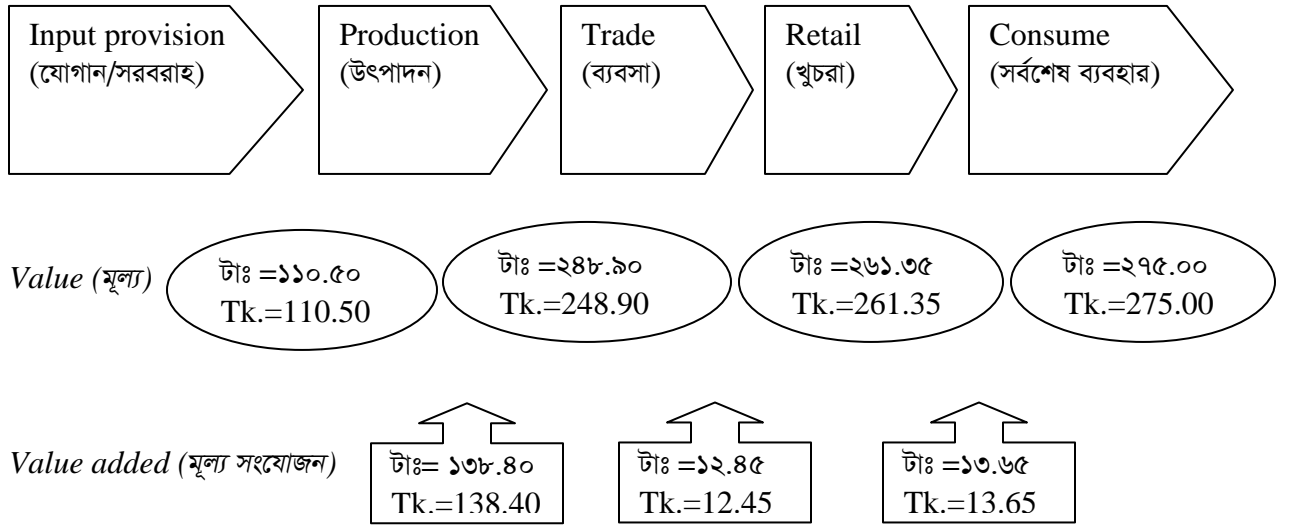 Input provision
(যোগান/সরবরাহ)
Production
(উৎপাদন)
Trade
(ব্যবসা)
Retail
(খুচরা)
Consume
(সর্বশেষ ব্যবহার)
Value (মূল্য)
টাঃ =১১০.৫০
Tk.=110.50
টাঃ =২৪৮.৯০
Tk.=248.90
টাঃ =২৬১.৩৫
Tk.=261.35
টাঃ =২৭৫.০০
Tk.=275.00
Value added (মূল্য সংযোজন)
টাঃ= ১৩৮.৪০
Tk.=138.40
টাঃ =১২.৪৫
Tk.=12.45
টাঃ =১৩.৬৫
Tk.=13.65